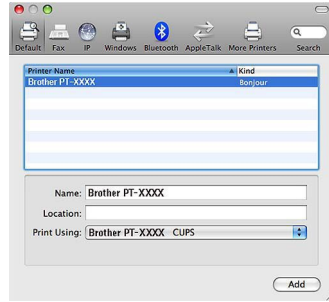 Default Fax IP Windows Bluetooth AppleTalk More Printers Search
Printer Name Kind
Brother PT-XXXX Bonjour
Name: Brother PT-XXXX
Location:
Print Using: Brother PT-XXXX CUPS
Add